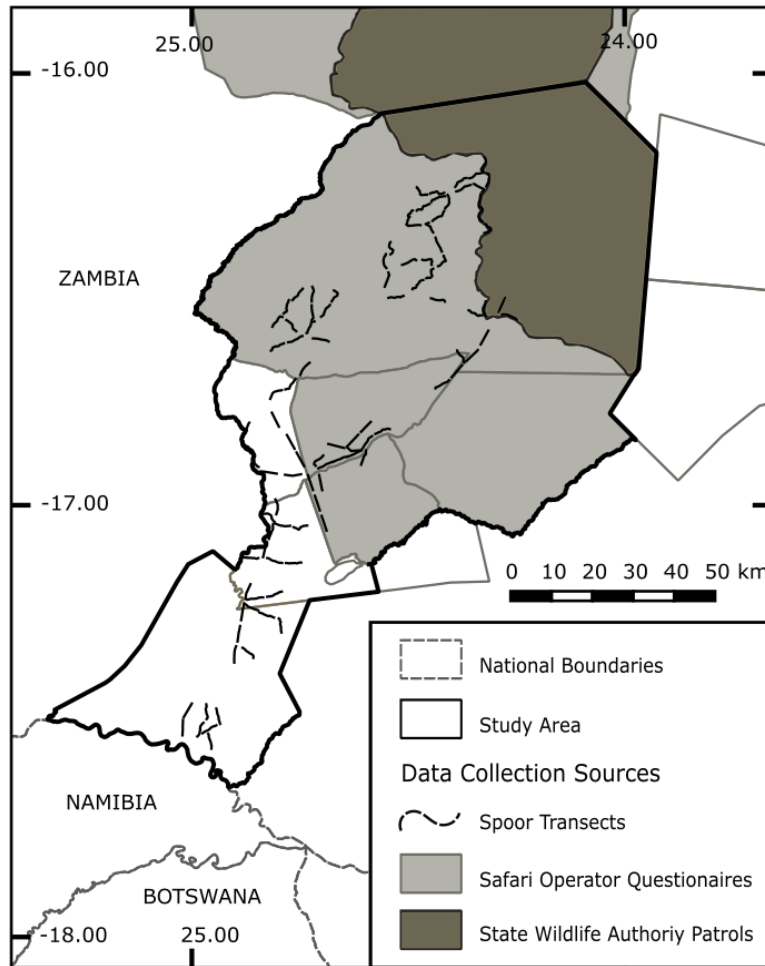 25.00
24.00
-16.00
ZAMBIA
-17.00
0 10 20 30 40 50 km
National Boundaries
Study Area
Data Collection Sources
Spoor Transects
Safari Operator Questionaires
State Wildlife Authoriy Patrols
NAMIBIA
BOTSWANA
-18.00
25.00